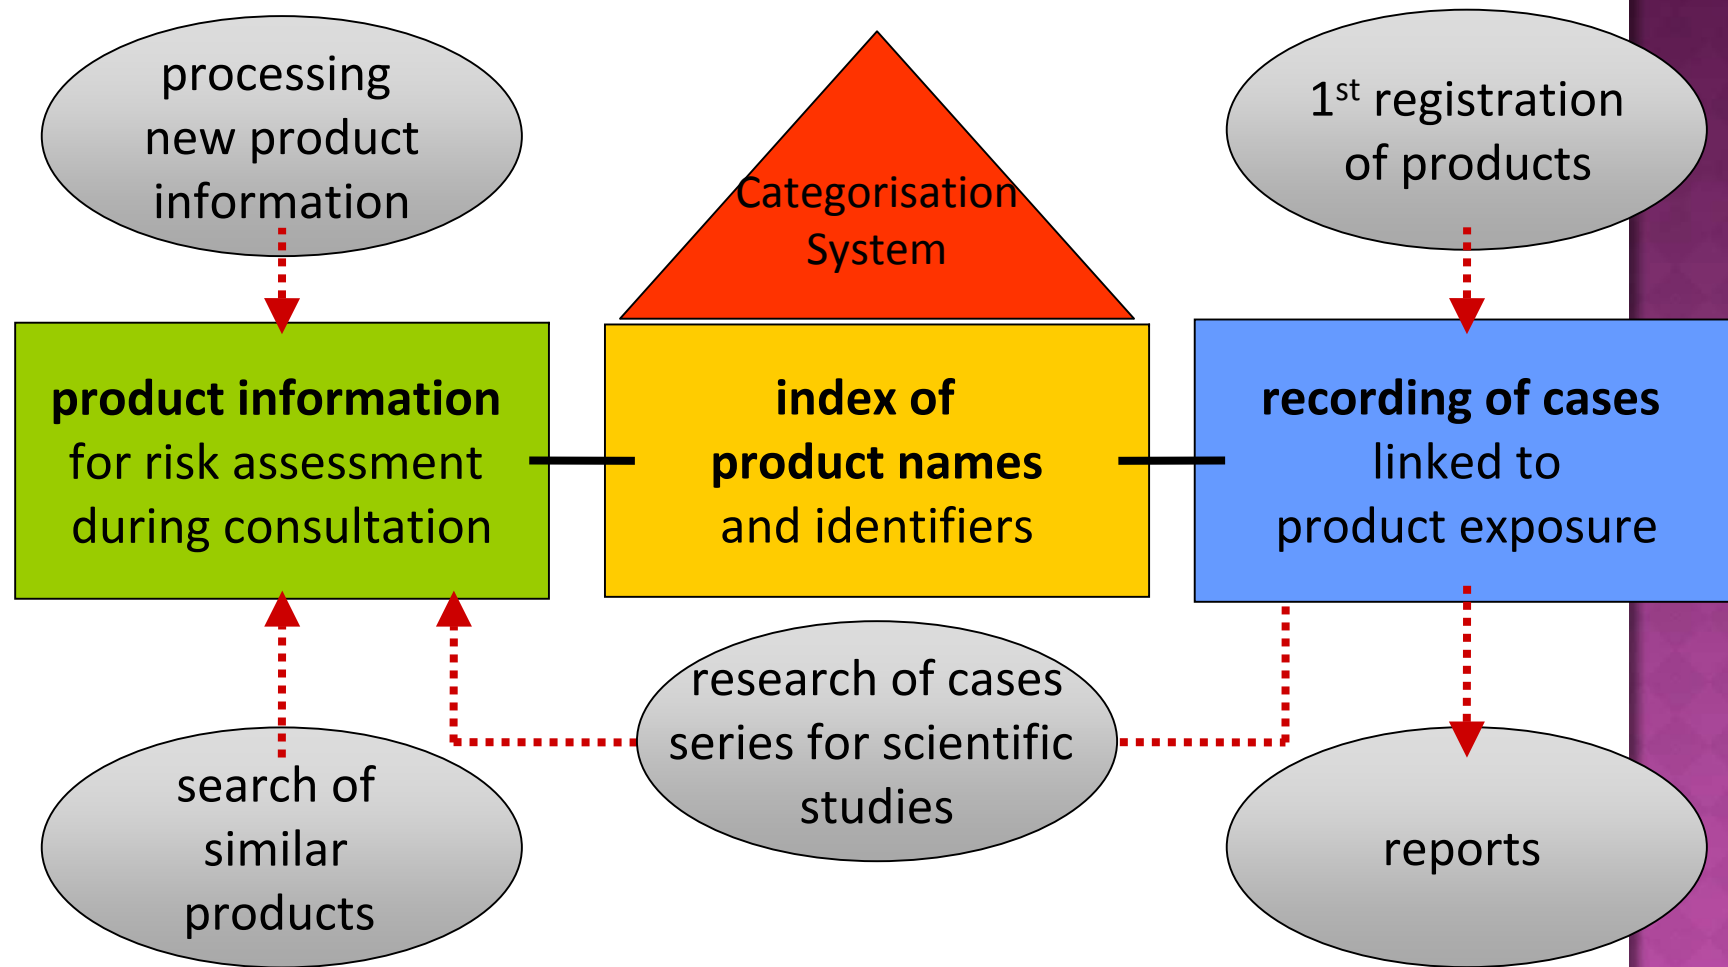 processing
new product
information
Categorisation
System
1st registration
of products
product information
for risk assessment
during consultation
index of
product names
and identifiers
recording of cases
linked to
product exposure
research of cases
series for scientific
studies
search of
similar
products
reports